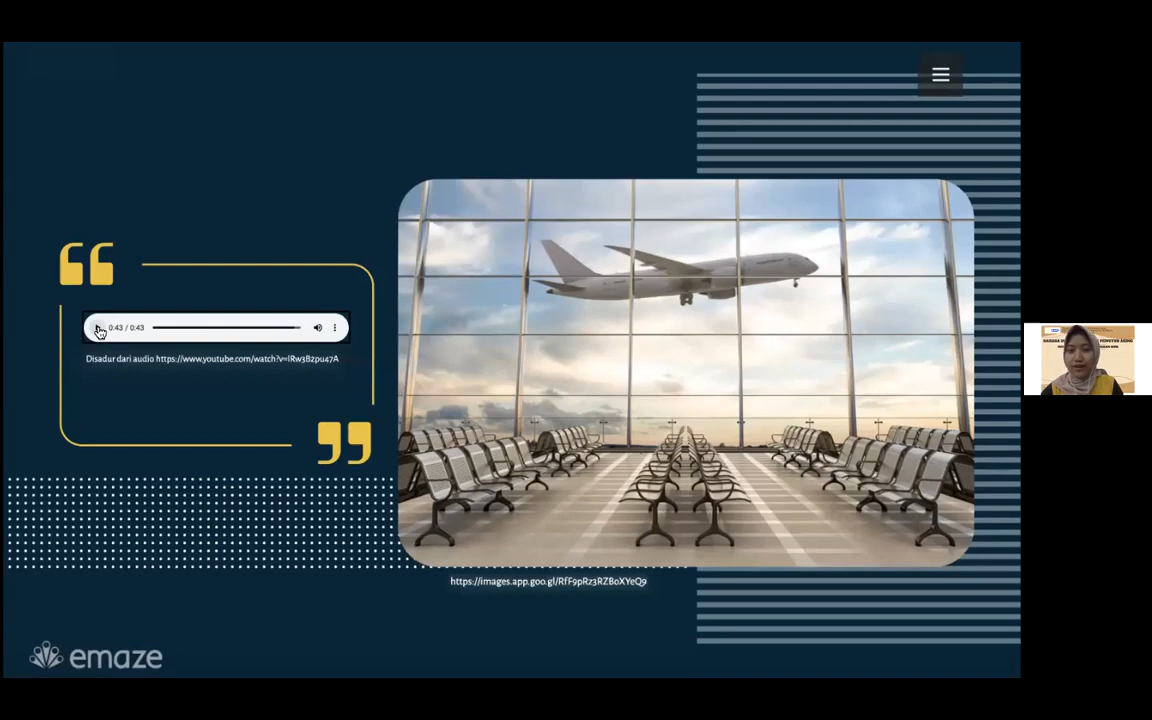 0:43 / 0:43
Disadur dari audio https://www.youtube.com/watch?v=lRw3B2pu47A
https://images.app.goo.gl/RfF9pRz3RZBoXYeQ9
emaze